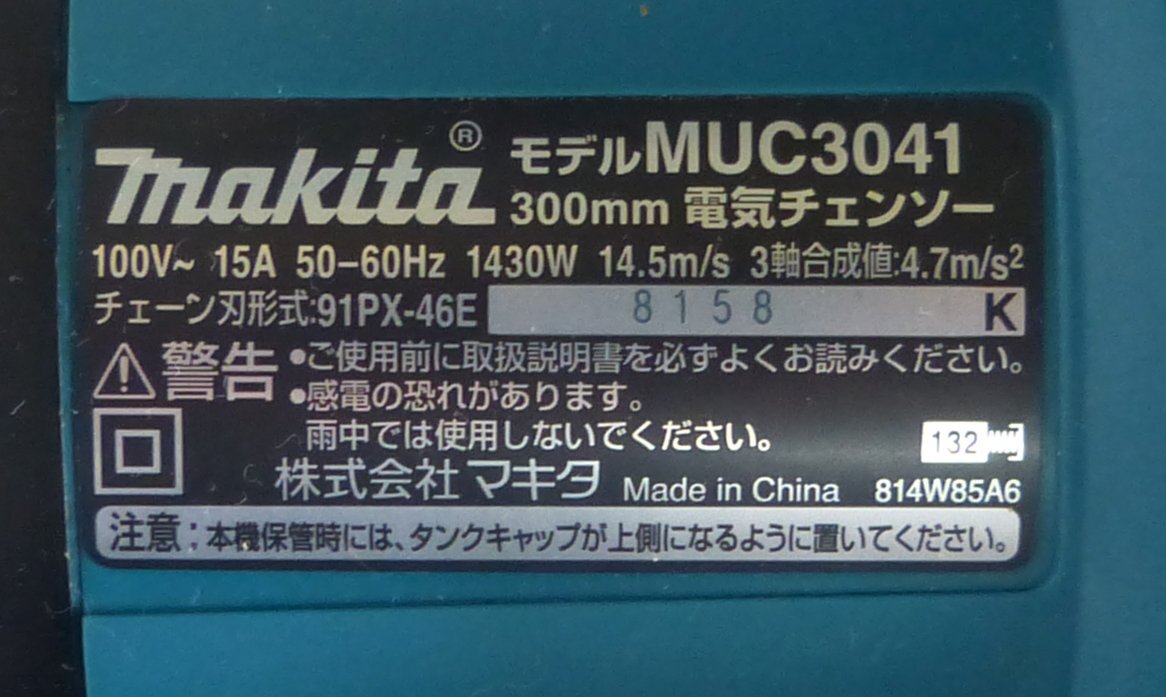 makita® モデルMUC3041
300mm 電気チェンソー
100V~ 15A 50-60Hz 1430W 14.5m/s 3軸合成値:4.7m/s²
チェーン刃形式:91PX-46E 8158 K
⚠警告 •ご使用前に取扱説明書を必ずよくお読みください。
•感電の恐れがあります。
雨中では使用しないでください。
132
株式会社マキタ Made in China 814W85A6
注意:本機保管時には、タンクキャップが上側になるように置いてください。